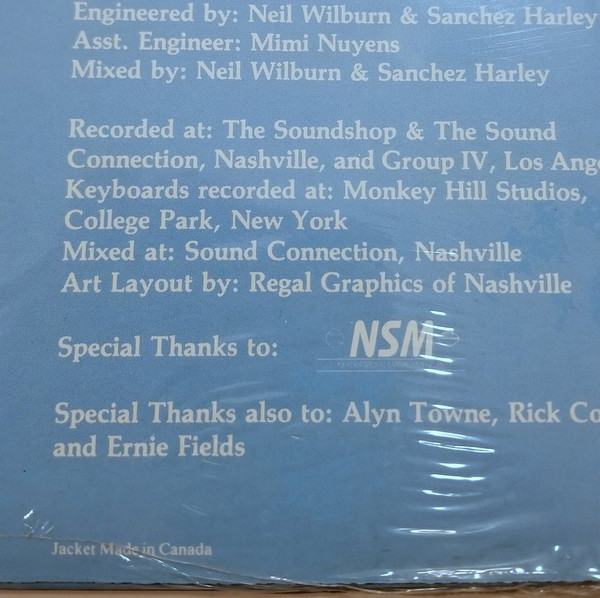 Engineered by: Neil Wilburn & Sanchez Harley
Asst. Engineer: Mimi Nuyens
Mixed by: Neil Wilburn & Sanchez Harley
Recorded at: The Soundshop & The Sound
Connection, Nashville, and Group IV, Los Ange
Keyboards recorded at: Monkey Hill Studios,
College Park, New York
Mixed at: Sound Connection, Nashville
Art Layout by: Regal Graphics of Nashville
Special Thanks to: NSM
Special Thanks also to: Alyn Towne, Rick Co
and Ernie Fields
Jacket Made in Canada